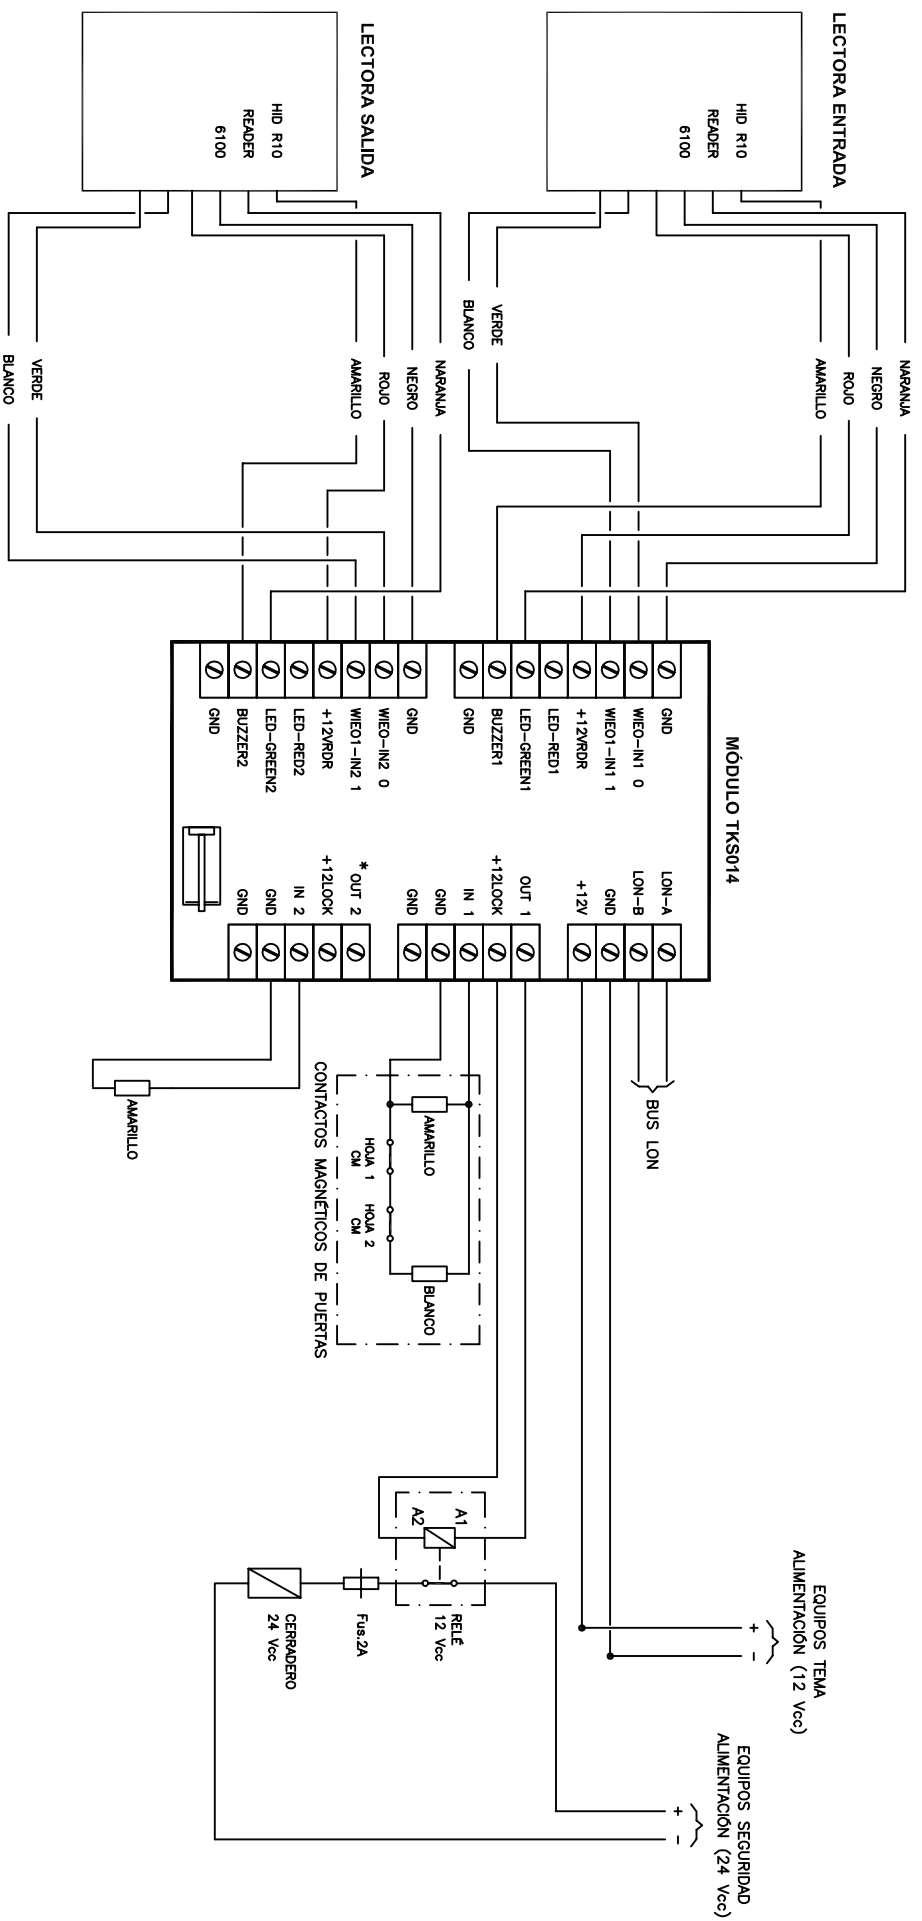 LECTORA ENTRADA
HID R10
READER
6100
NARANJA
NEGRO
ROJO
AMARILLO
VERDE
BLANCO
LECTORA SALIDA
HID R10
READER
6100
NARANJA
NEGRO
ROJO
AMARILLO
VERDE
BLANCO
MÓDULO TKS014
GND
WIEO-IN1 0
WIEO1-IN1 1
+12VRDR
LED-RED1
LED-GREEN1
BUZZER1
GND
GND
WIEO-IN2 0
WIEO1-IN2 1
+12VRDR
LED-RED2
LED-GREEN2
BUZZER2
GND
LON-A
LON-B
GND
+12V
OUT 1
+12LOCK
IN 1
GND
GND
* OUT 2
+12LOCK
IN 2
GND
GND
BUS LON
AMARILLO
HOJA 1
CM
HOJA 2
CM
BLANCO
CONTACTOS MAGNÉTICOS DE PUERTAS
AMARILLO
A1
A2
RELÉ
12 Vcc
Fus.2A
CERRADERO
24 Vcc
EQUIPOS TEMA
ALIMENTACIÓN (12 Vcc)
+
-
EQUIPOS SEGURIDAD
ALIMENTACIÓN (24 Vcc)
+
-